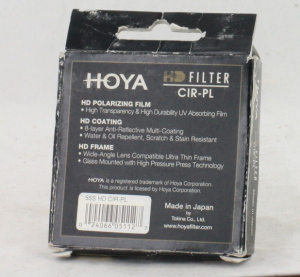 HOYA
HD FILTER
CIR-PL
HD POLARIZING FILM
• High Transparency & High Durability UV Absorbing Film
HD COATING
• 8-layer Anti-Reflective Multi-Coating
• Water & Oil Repellent, Scratch & Stain Resistant
HD FRAME
• Wide-Angle Lens Compatible Ultra Thin Frame
• Glass Mounted with High Pressure Press Technology
HOYA is a registered trademark of Hoya Corporation.
This product is licensed by Hoya Corporation.
HD CIR-PL
Made in Japan
by
Tokina Co., Ltd.
www.hoyafilter.com